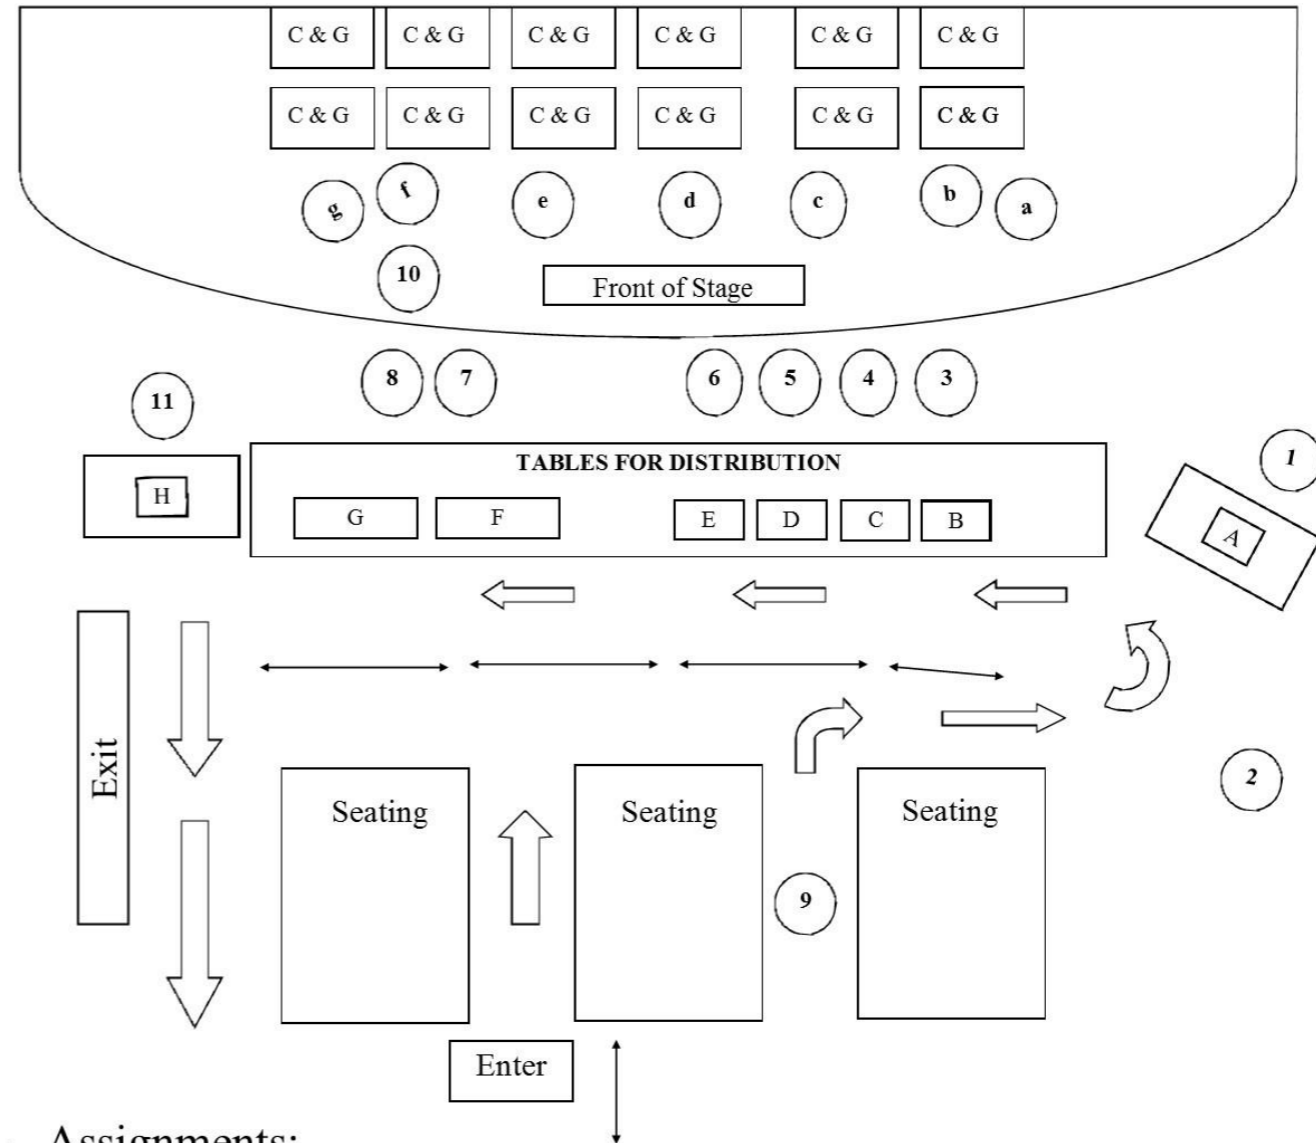 C & G C & G C & G C & G C & G C & G
C & G C & G C & G C & G C & G C & G
g f e d c b a
10
Front of Stage
8 7 6 5 4 3
11
1
TABLES FOR DISTRIBUTION
H
G F E D C B
A
Exit
2
Seating Seating Seating
9
Enter
Assignments: